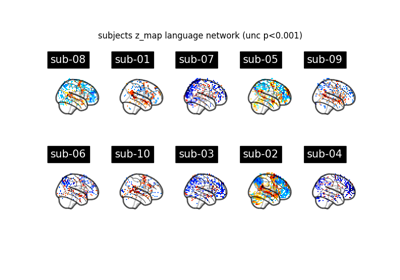 subjects z_map language network (unc p<0.001)
sub-08 sub-01 sub-07 sub-05 sub-09
sub-06 sub-10 sub-03 sub-02 sub-04